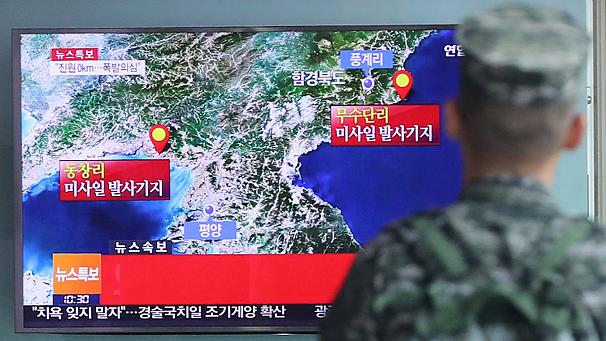 뉴스특보
"진원 0km…폭발의심"
풍계리
함경북도
연합
무수단리
미사일 발사기지
동창리
미사일 발사기지
평양
뉴스속보
뉴스특보
10:30
"치욕 잊지 말자"…경술국치일 조기게양 확산